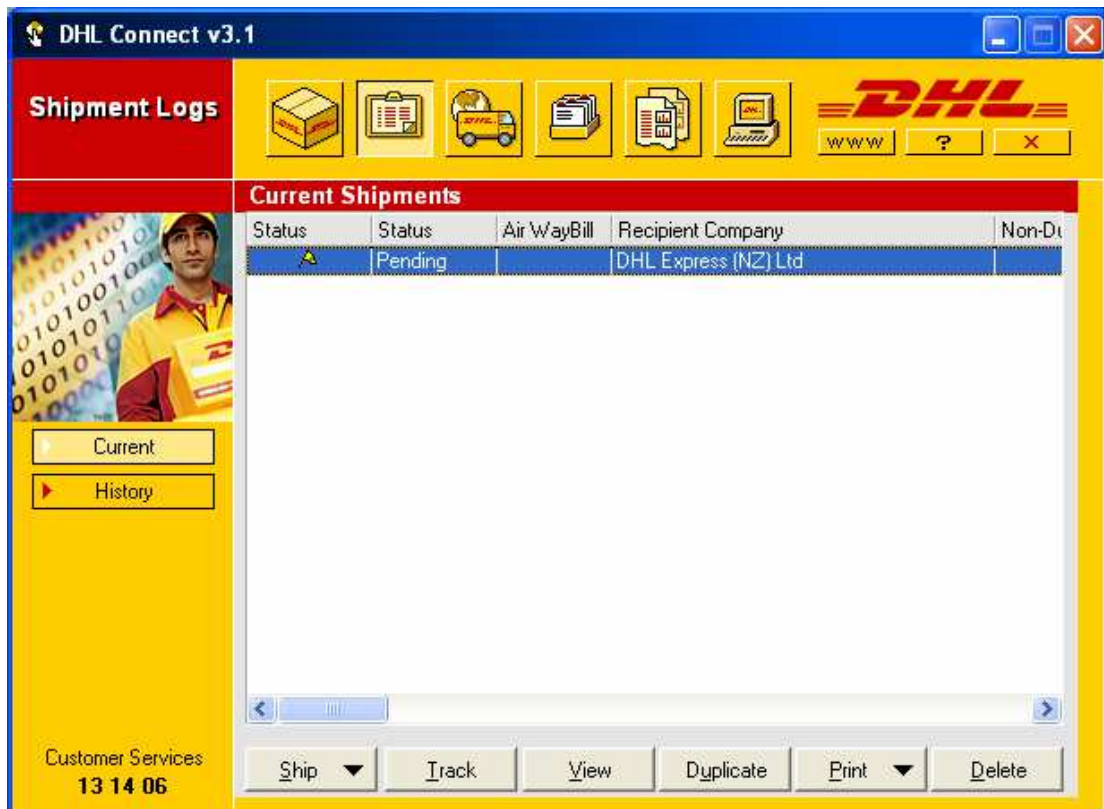 DHL Connect v3.1
Shipment Logs
DHL
www ? X
Current Shipments
Status Status Air WayBill Recipient Company Non-Du
Pending DHL Express (NZ) Ltd
Current
History
Customer Services
13 14 06
Ship Track View Duplicate Print Delete